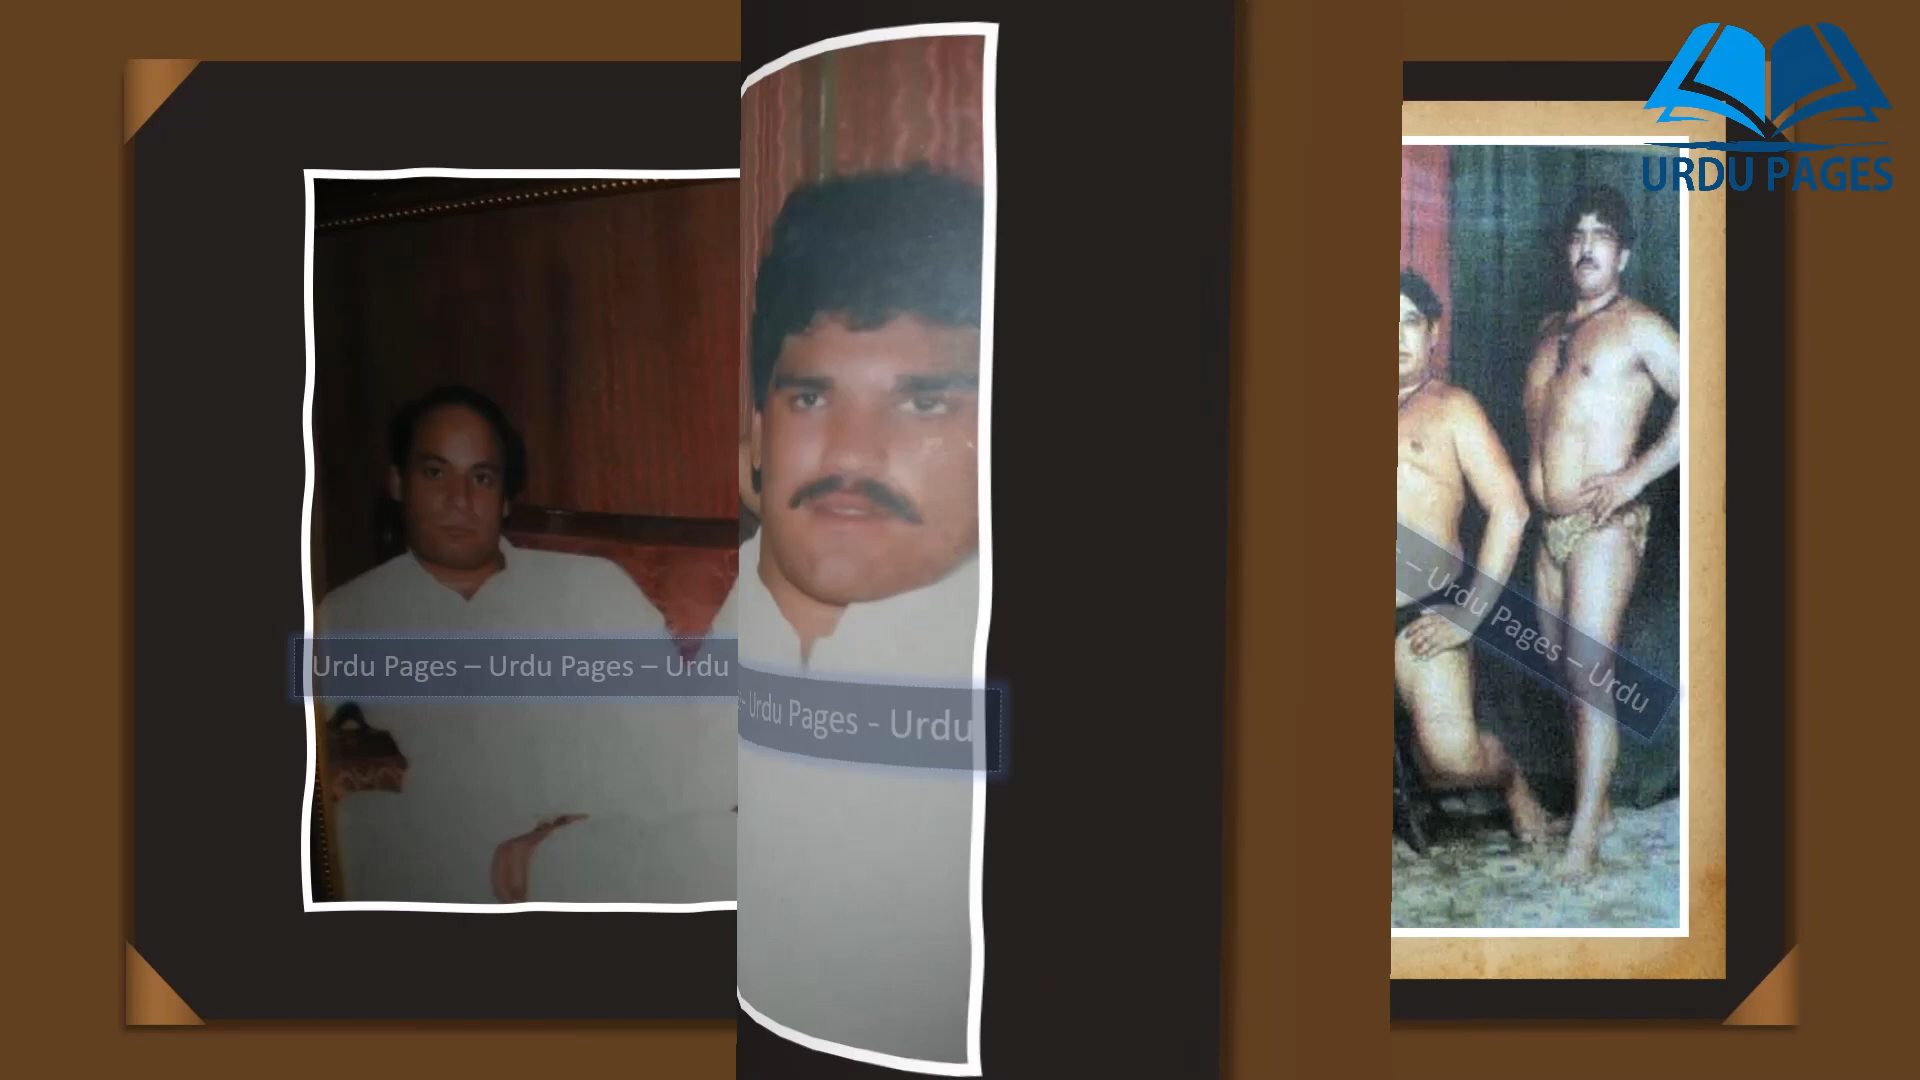 URDU PAGES
Urdu Pages – Urdu Pages – Urdu
- Urdu Pages - Urdu
– Urdu Pages – Urdu